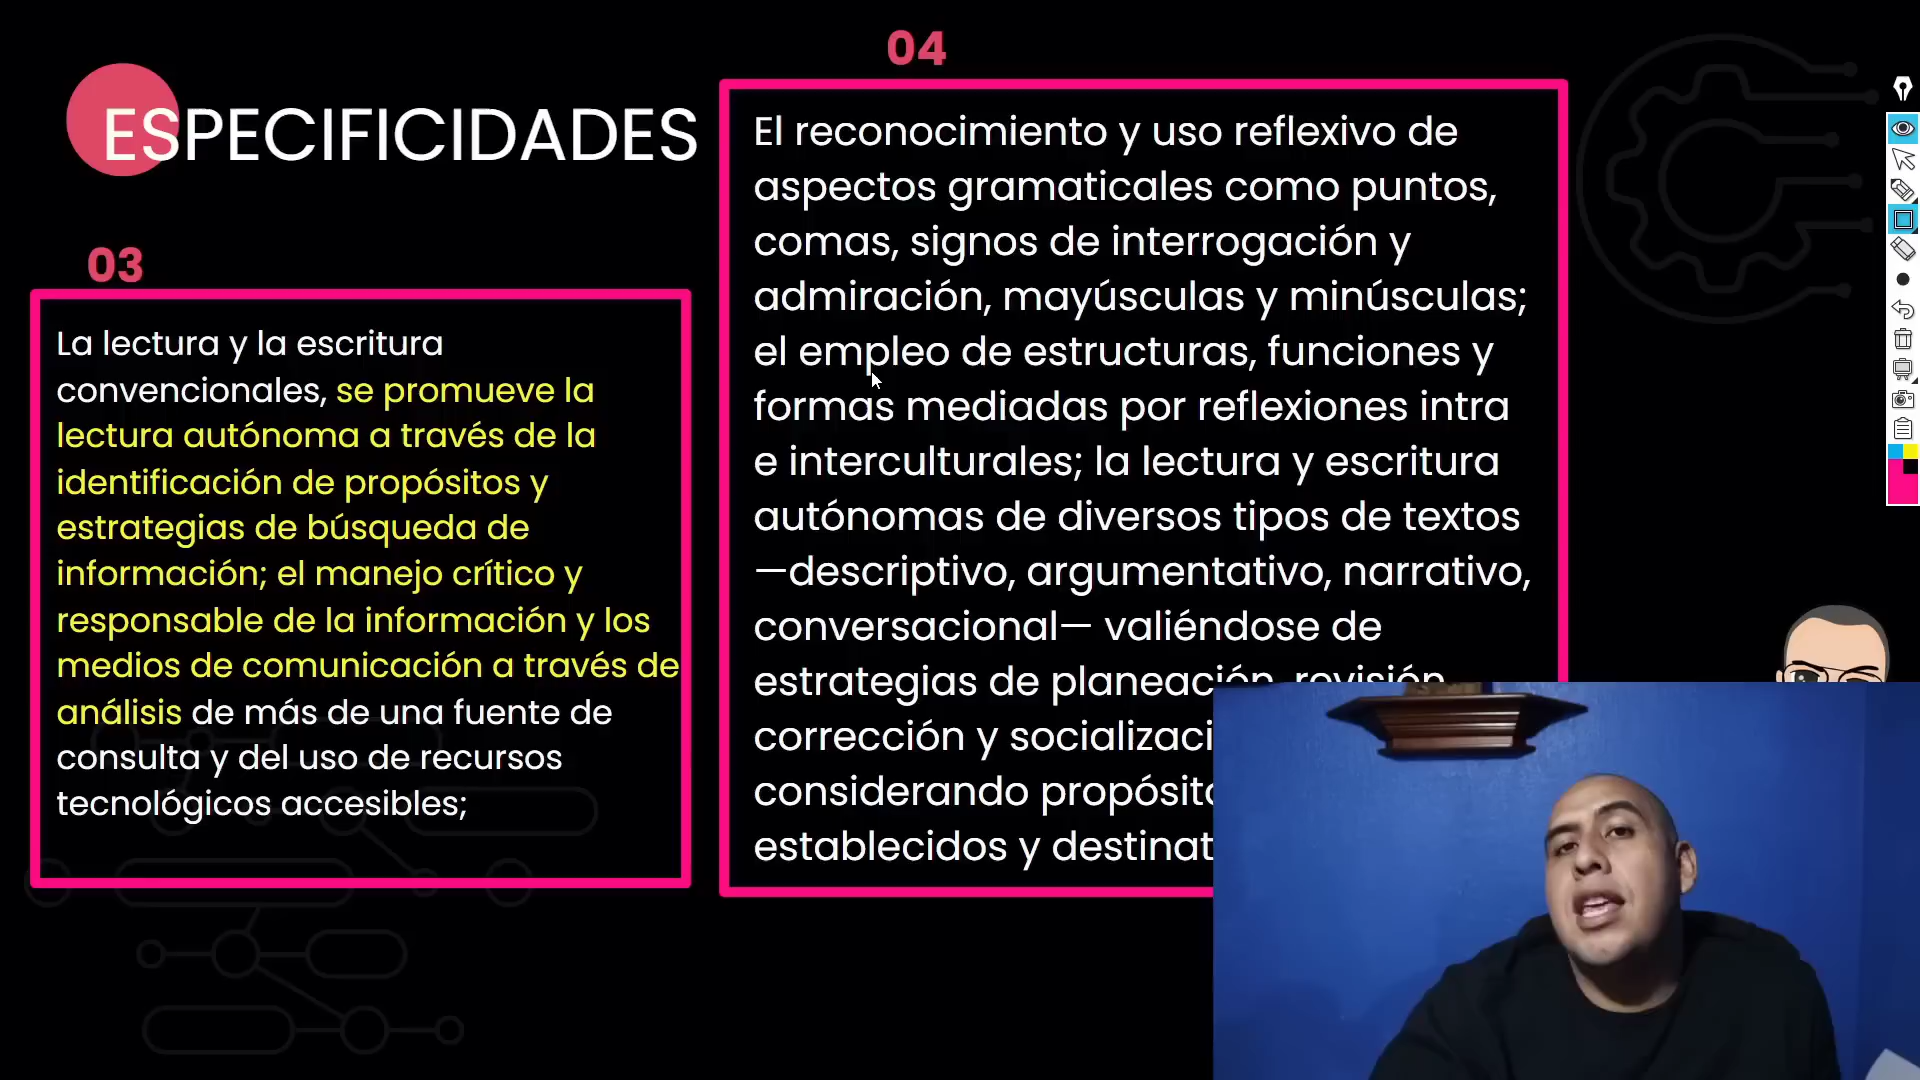 ESPECIFICIDADES
03
La lectura y la escritura
convencionales, se promueve la
lectura autónoma a través de la
identificación de propósitos y
estrategias de búsqueda de
información; el manejo crítico y
responsable de la información y los
medios de comunicación a través de
análisis de más de una fuente de
consulta y del uso de recursos
tecnológicos accesibles;
04
El reconocimiento y uso reflexivo de
aspectos gramaticales como puntos,
comas, signos de interrogación y
admiración, mayúsculas y minúsculas;
el empleo de estructuras, funciones y
formas mediadas por reflexiones intra
e interculturales; la lectura y escritura
autónomas de diversos tipos de textos
—descriptivo, argumentativo, narrativo,
conversacional— valiéndose de
estrategias de planeación, revisión
corrección y
considerando
establecidos y